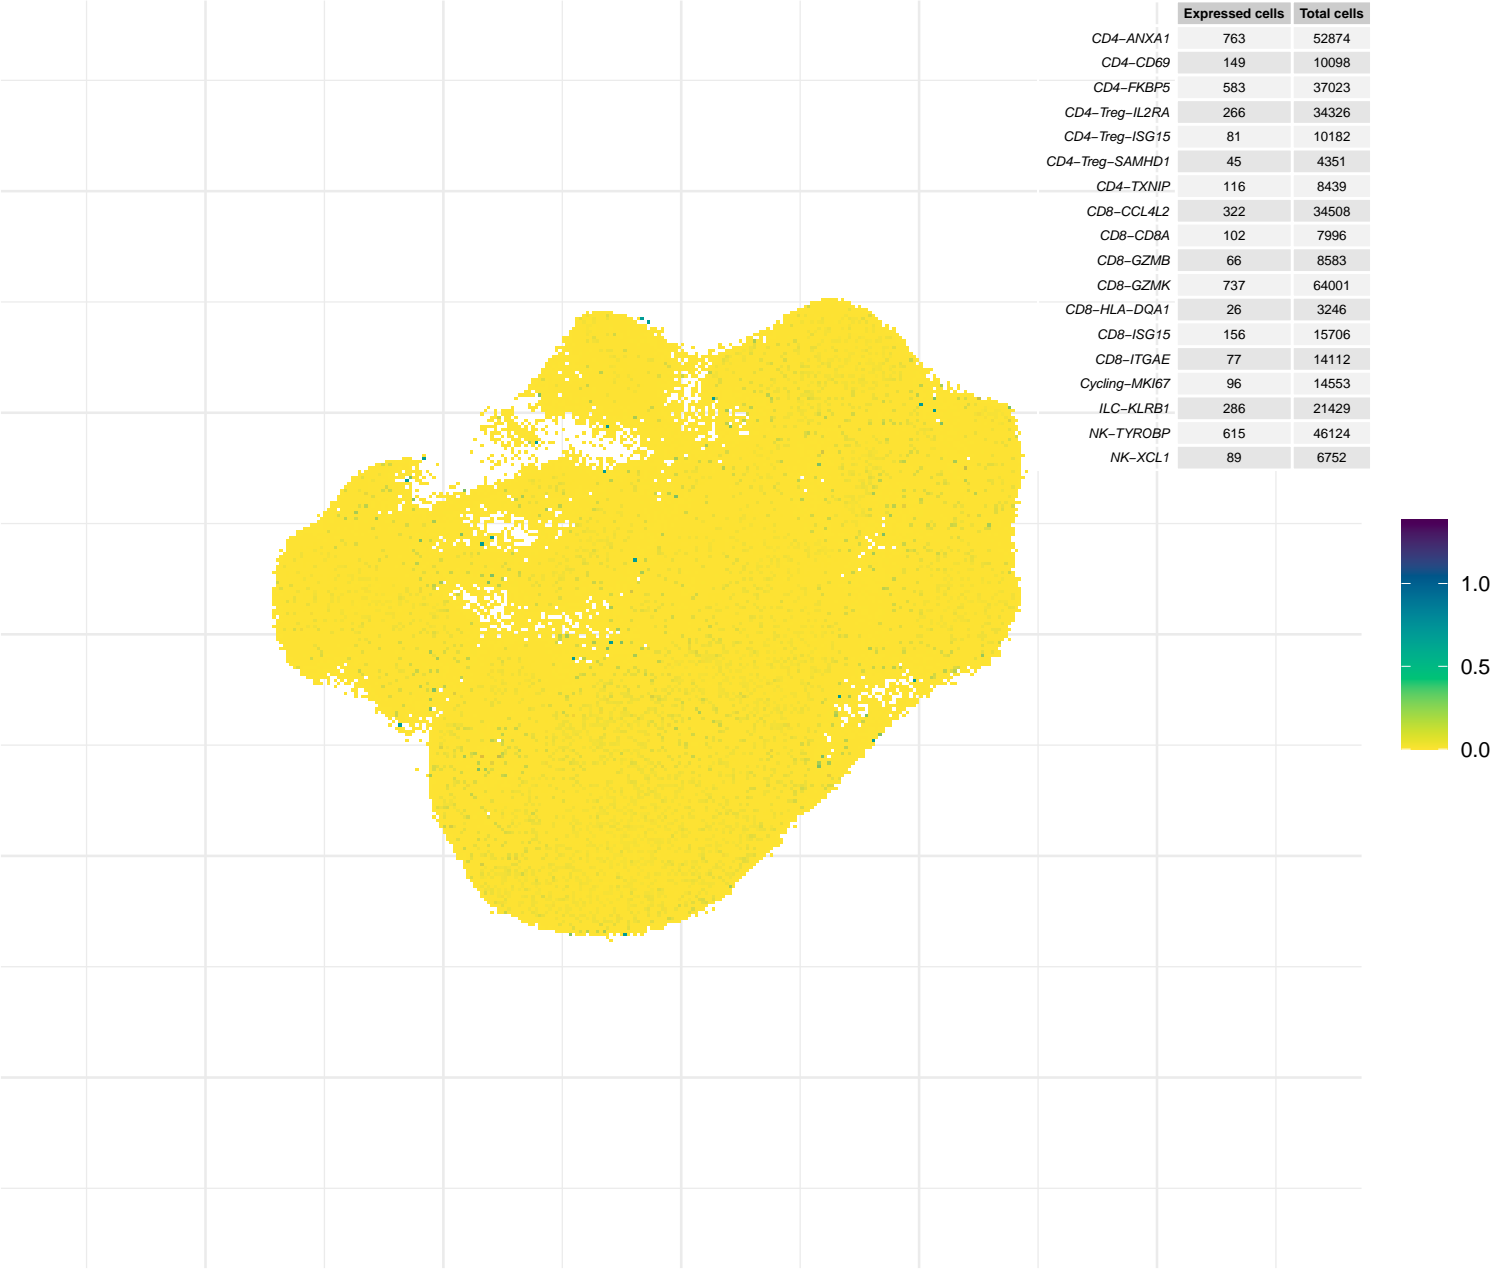 Expressed cells Total cells
CD4−ANXA1 763 52874
CD4−CD69 149 10098
CD4−FKBP5 583 37023
CD4−Treg−IL2RA 266 34326
CD4−Treg−ISG15 81 10182
CD4−Treg−SAMHD1 45 4351
CD4−TXNIP 116 8439
CD8−CCL4L2 322 34508
CD8−CD8A 102 7996
CD8−GZMB 66 8583
CD8−GZMK 737 64001
CD8−HLA−DQA1 26 3246
CD8−ISG15 156 15706
CD8−ITGAE 77 14112
Cycling−MKI67 96 14553
ILC−KLRB1 286 21429
NK−TYROBP 615 46124
NK−XCL1 89 6752
1.0
0.5
0.0